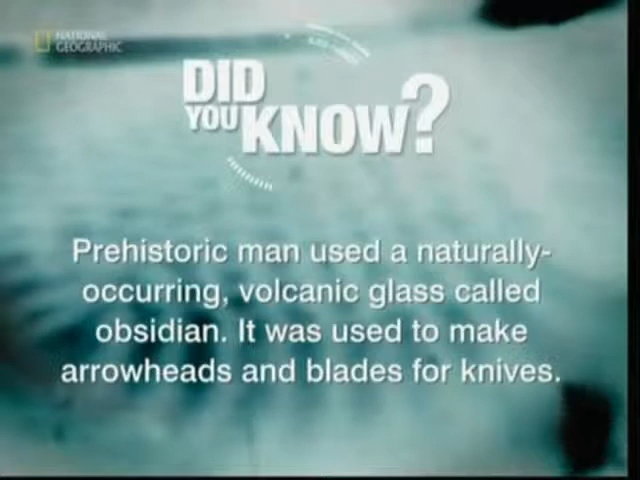 NATIONAL
GEOGRAPHIC
DID
YOU KNOW?
Prehistoric man used a naturally-
occurring, volcanic glass called
obsidian. It was used to make
arrowheads and blades for knives.